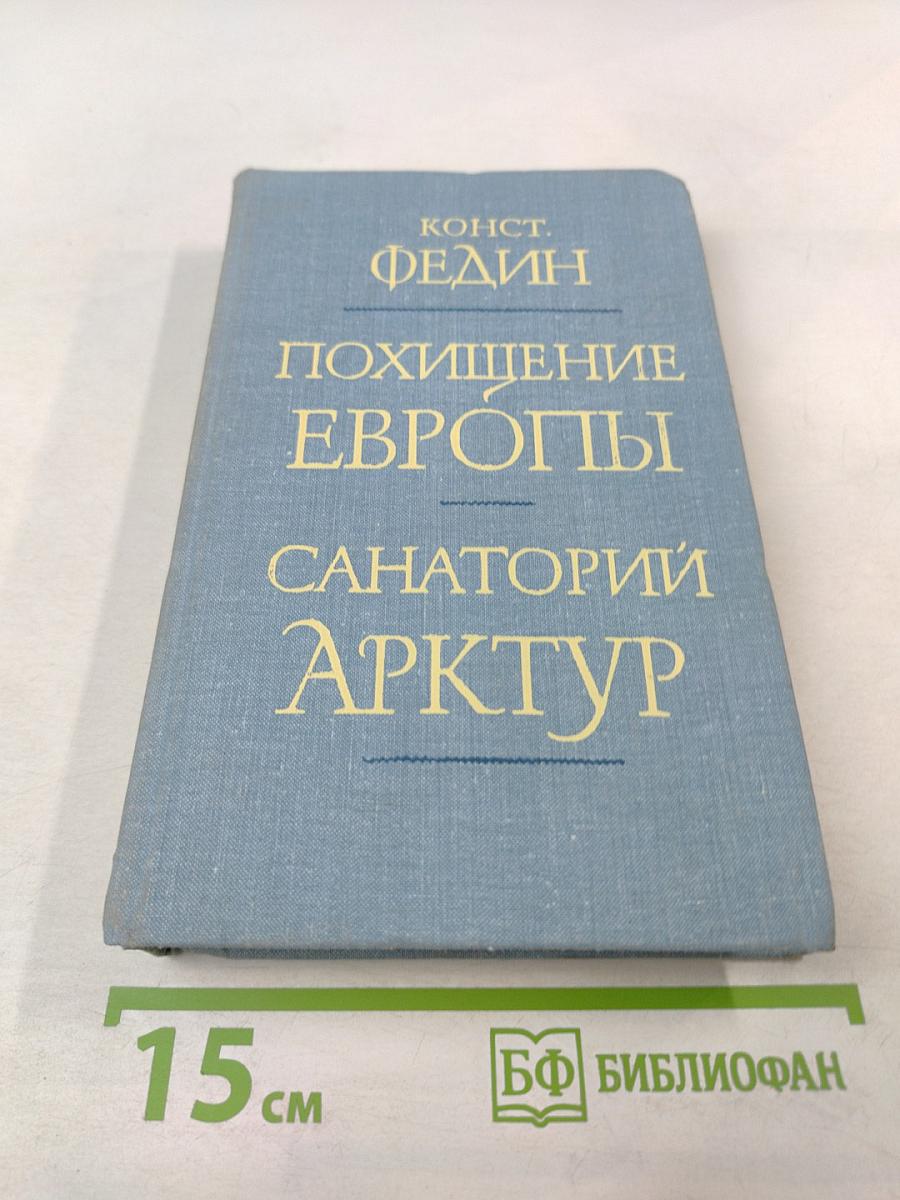 КОНСТ.
ФЕДИН
ПОХИЩЕНИЕ
ЕВРОПЫ
САНАТОРИЙ
АРКТУР
15 см
БФ БИБЛИОФАН